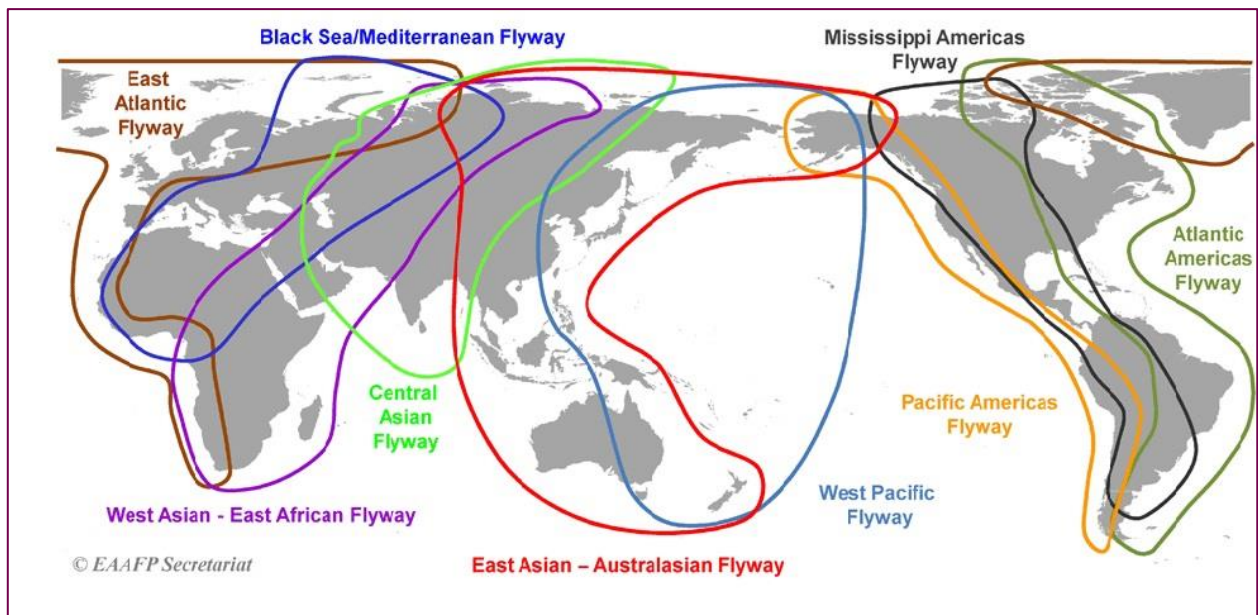 Black Sea/Mediterranean Flyway
Mississippi Americas
Flyway
East
Atlantic
Flyway
Atlantic
Americas
Flyway
Central
Asian
Flyway
Pacific Americas
Flyway
West Pacific
Flyway
West Asian - East African Flyway
East Asian – Australasian Flyway
© EAAFP Secretariat